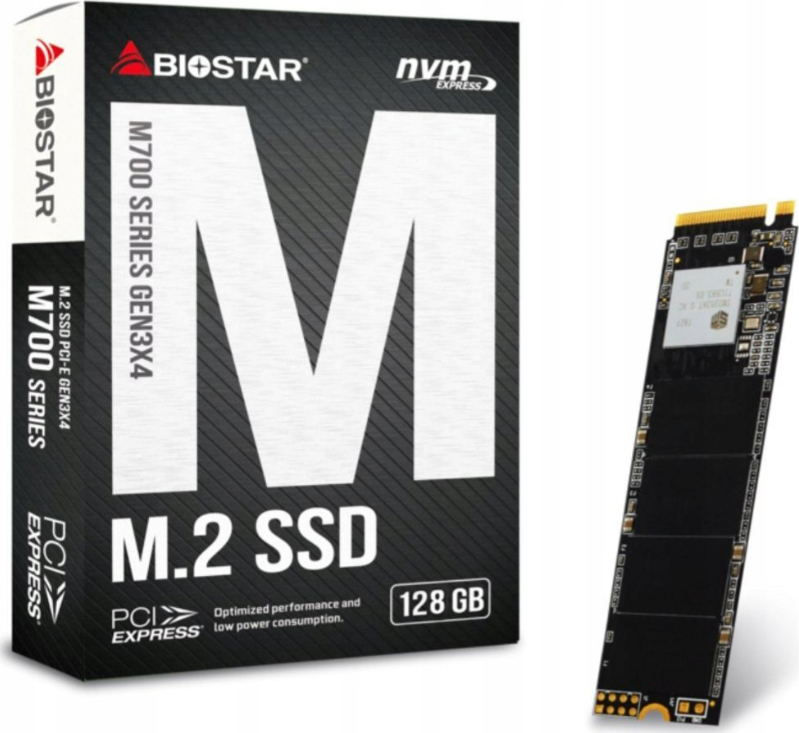 BIOSTAR®
nvm
EXPRESS
M
M700 SERIES GEN3X4
M.2 SSD
PCI
EXPRESS®
Optimized performance and
low power consumption.
128 GB
BIOSTAR®
M.2 SSD PCI-E GEN3X4
M700 SERIES
PCI
EXPRESS®